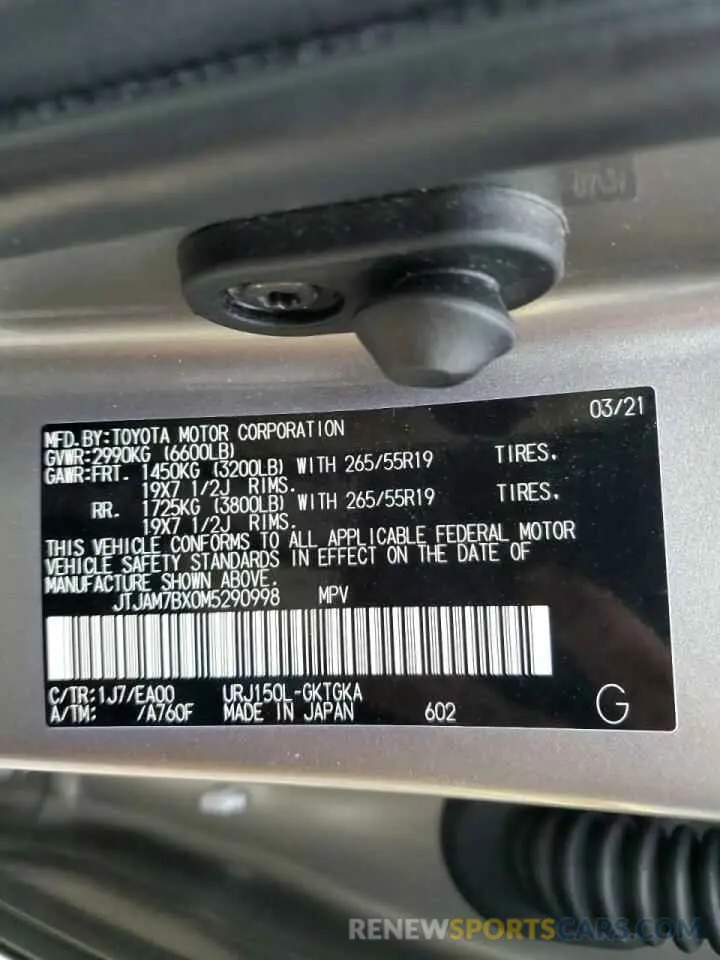 03/21
MFD.BY:TOYOTA MOTOR CORPORATION
GVWR:2990KG (6600LB)
GAWR:FRT. 1450KG (3200LB) WITH 265/55R19 TIRES.
19X7 1/2J RIMS.
RR. 1725KG (3800LB) WITH 265/55R19 TIRES.
19X7 1/2J RIMS.
THIS VEHICLE CONFORMS TO ALL APPLICABLE FEDERAL MOTOR
VEHICLE SAFETY STANDARDS IN EFFECT ON THE DATE OF
MANUFACTURE SHOWN ABOVE.
JTJAM7BX0M5290998 MPV
C/TR:1J7/EA00 URJ150L-GKTGKA
A/TM: /A760F MADE IN JAPAN 602 G
RENEWSPORTSCARS.COM